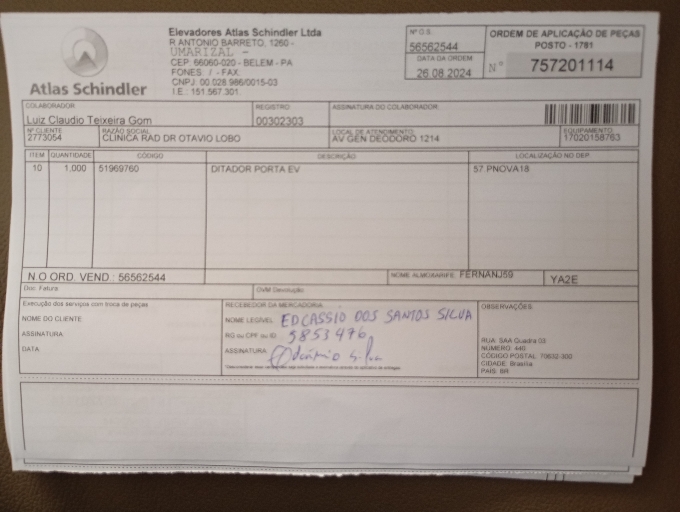 Atlas Schindler
Elevadores Atlas Schindler Ltda
R ANTONIO BARRETO, 1260 -
UMARIZAL -
CEP: 66060-020 - BELEM - PA
FONES: / - FAX:
CNPJ: 00.028.986/0015-03
I.E.: 151.567.301
Nº O.S.
56562544
DATA DA ORDEM
26.08.2024
ORDEM DE APLICAÇÃO DE PEÇAS
POSTO - 1781
N° 757201114
COLABORADOR
Luiz Claudio Teixeira Gom
REGISTRO
00302303
ASSINATURA DO COLABORADOR:
Nº CLIENTE
2773054
RAZÃO SOCIAL
CLINICA RAD DR OTAVIO LOBO
LOCAL DE ATENDIMENTO
AV GEN DEODORO 1214
EQUIPAMENTO
17020158763
ITEM QUANTIDADE CÓDIGO DESCRIÇÃO LOCALIZAÇÃO NO DEP.
10 1,000 51969760 DITADOR PORTA EV 57 PNOVA18
N.O ORD. VEND.: 56562544
NOME ALMOXARIFE: FERNANJ59
YA2E
Doc. Fatura:
OVM Devolução:
Execução dos serviços com troca de peças
NOME DO CLIENTE
ASSINATURA
DATA
RECEBEDOR DA MERCADORIA
NOME LEGÍVEL: EDCASSIO DOS SANTOS SILVA
RG ou CPF ou ID: 5853476
ASSINATURA:
OBSERVAÇÕES
RUA: SAA Quadra 03
NÚMERO: 440
CÓDIGO POSTAL: 70632-300
CIDADE: Brasília
PAÍS: BR